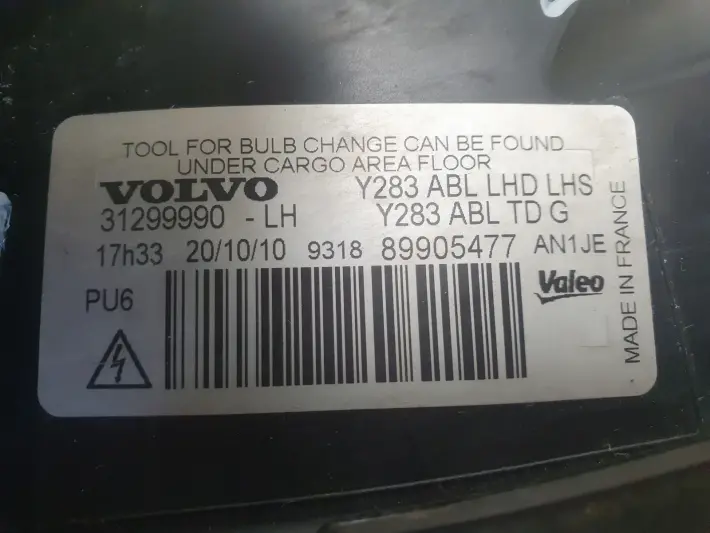 TOOL FOR BULB CHANGE CAN BE FOUND
UNDER CARGO AREA FLOOR
VOLVO Y283 ABL LHD LHS
31299990 - LH Y283 ABL TD G
17h33 20/10/10 9318 89905477 AN1JE
PU6
Valeo
MADE IN FRANCE